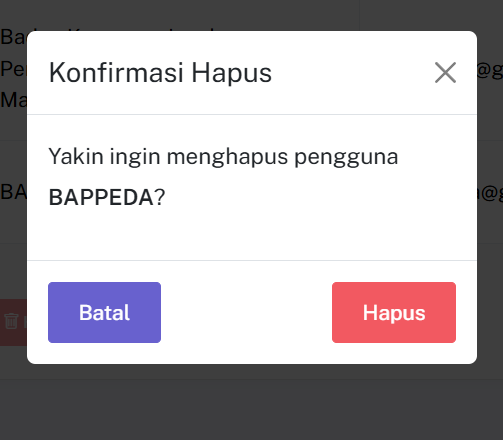 Konfirmasi Hapus
Yakin ingin menghapus pengguna
BAPPEDA?
Batal
Hapus